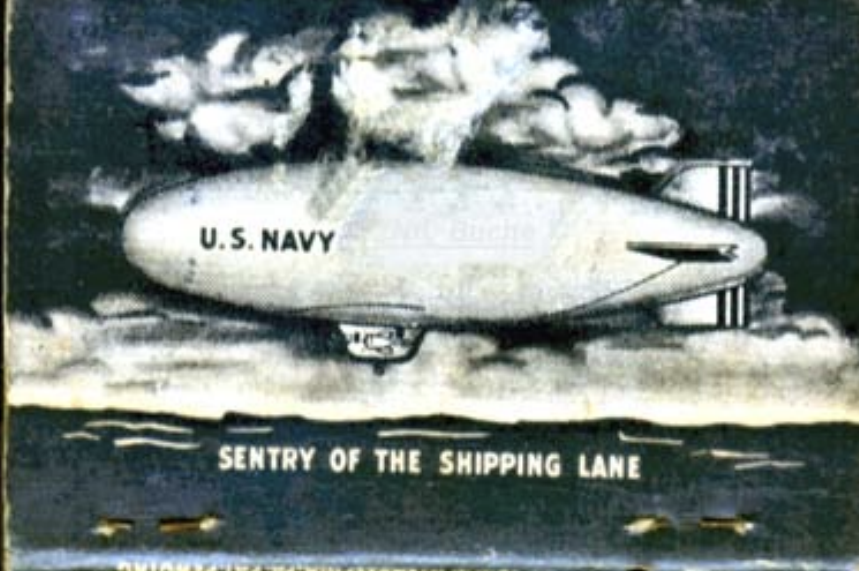 U. S. NAVY
SENTRY OF THE SHIPPING LANE